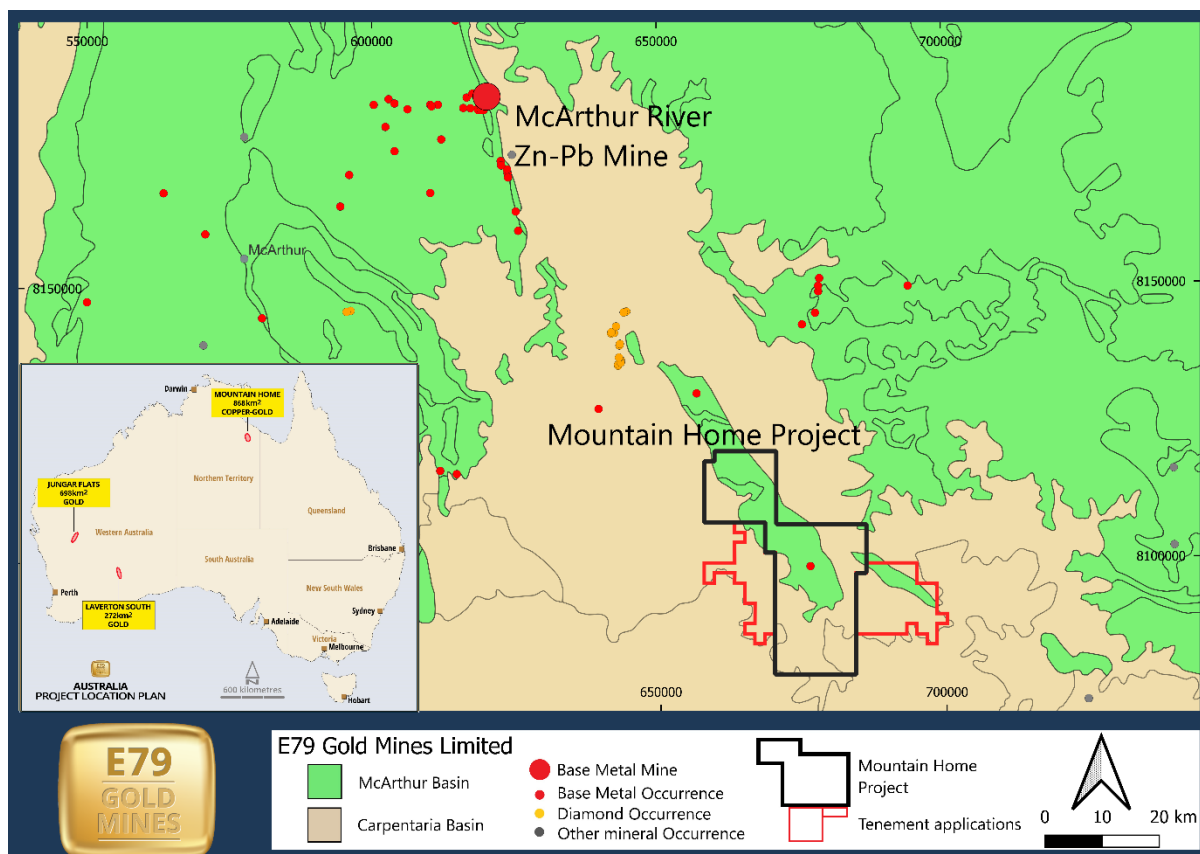 550000
600000
650000
700000
McArthur River
Zn-Pb Mine
McArthur
8150000
8150000
Mountain Home Project
8100000
650000
700000
Darwin
MOUNTAIN HOME
868km²
COPPER-GOLD
Northern Territory
JUNGAR FLATS
698km²
GOLD
Queensland
Western Australia
South Australia
Brisbane
New South Wales
Perth
LAVERTON SOUTH
272km²
GOLD
Adelaide
Sydney
Victoria
Melbourne
Hobart
AUSTRALIA
PROJECT LOCATION PLAN
N
600 kilometres
E79
GOLD
MINES
E79 Gold Mines Limited
McArthur Basin
Carpentaria Basin
Base Metal Mine
Base Metal Occurrence
Diamond Occurrence
Other mineral Occurrence
Mountain Home
Project
Tenement applications
0 10 20 km